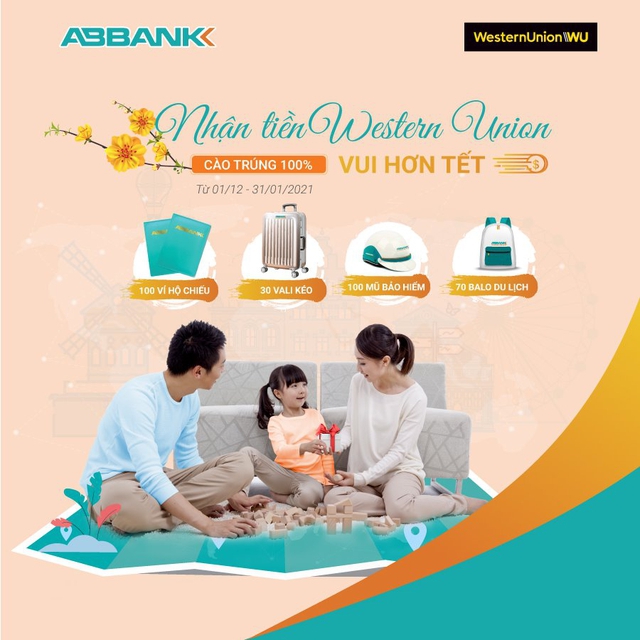 ABBANK
WesternUnion WU
Nhận tiền Western Union
CÀO TRÚNG 100% VUI HƠN TẾT
Từ 01/12 - 31/01/2021
100 VÍ HỘ CHIẾU
30 VALI KÉO
100 MŨ BẢO HIỂM
70 BALO DU LỊCH